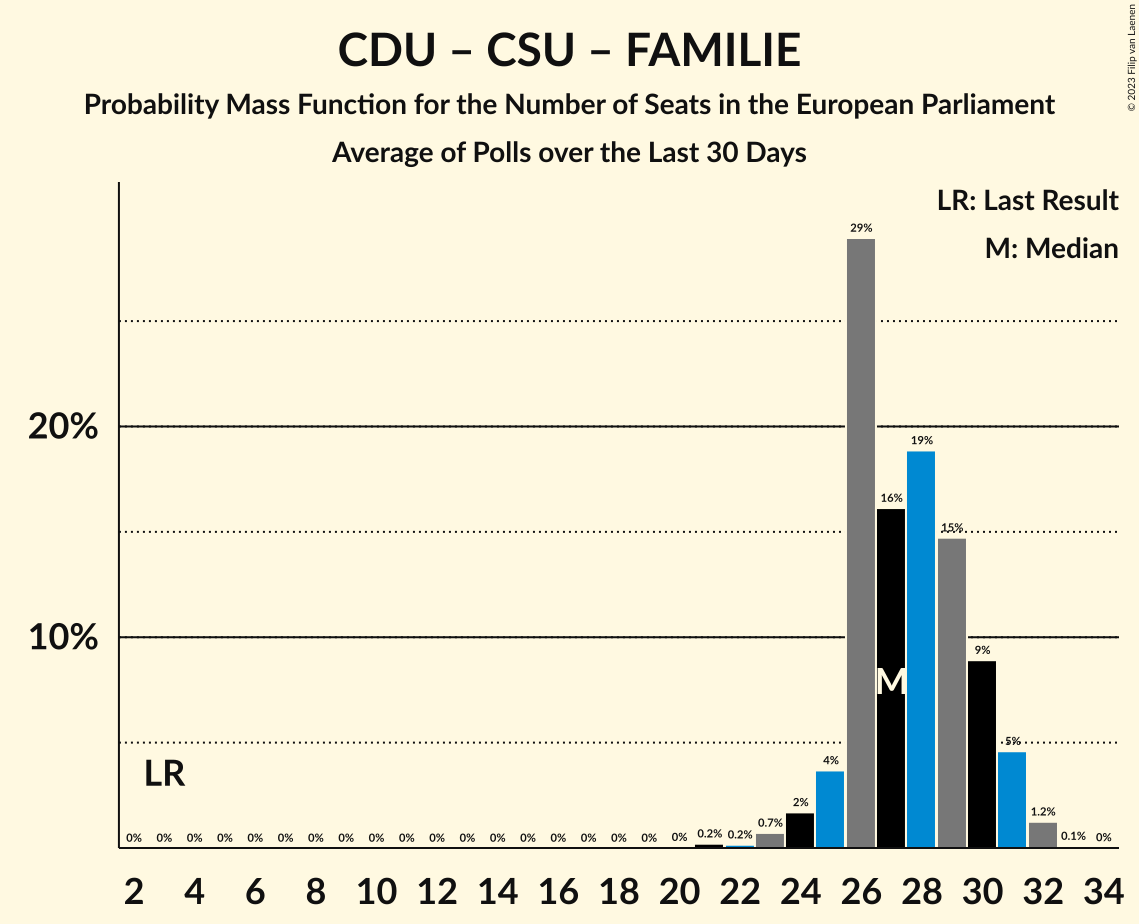 CDU – CSU – FAMILIE
Probability Mass Function for the Number of Seats in the European Parliament
Average of Polls over the Last 30 Days
© 2023 Filip van Laenen
LR: Last Result
M: Median
29%
20%
19%
16%
15%
10%
9%
M
5%
LR
4%
2%
1.2%
0% 0% 0% 0% 0% 0% 0% 0% 0% 0% 0% 0% 0% 0% 0% 0% 0% 0% 0% 0.2% 0.2% 0.7% 0.1% 0%
2 4 6 8 10 12 14 16 18 20 22 24 26 28 30 32 34